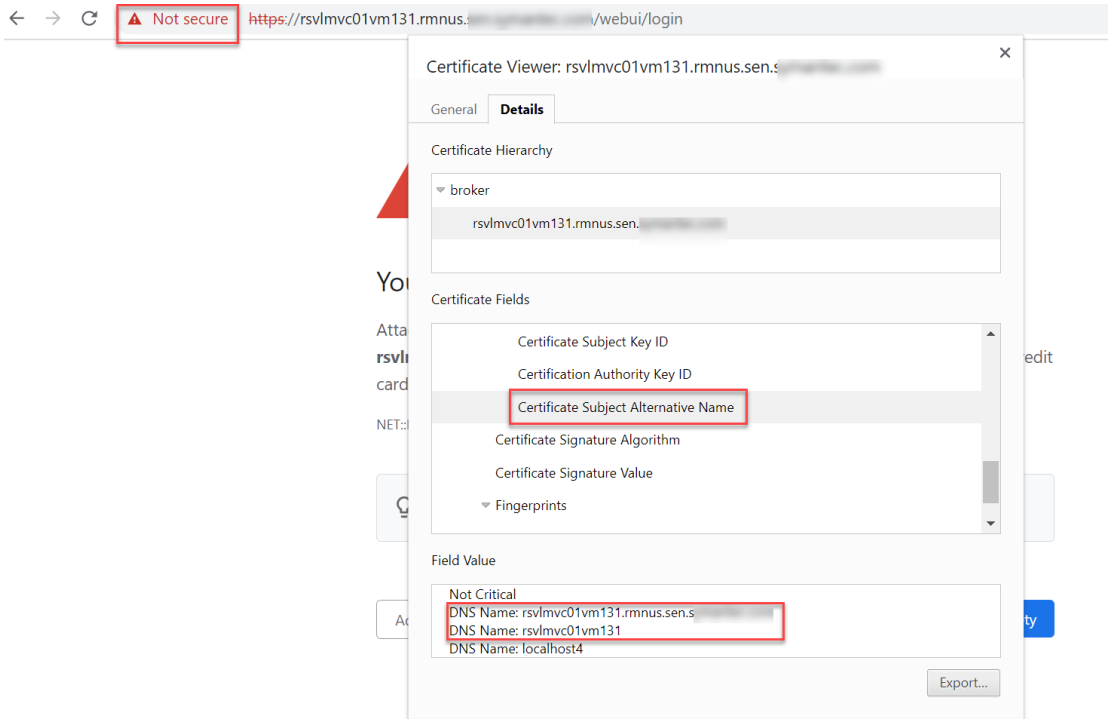 Not secure https://rsvlmvc01vm131.rmnus. /webui/login
Certificate Viewer: rsvlmvc01vm131.rmnus.sen.s
General Details
Certificate Hierarchy
broker
rsvlmvc01vm131.rmnus.sen.
Certificate Fields
Certificate Subject Key ID
Certification Authority Key ID
Certificate Subject Alternative Name
Certificate Signature Algorithm
Certificate Signature Value
Fingerprints
Field Value
Not Critical
DNS Name: rsvlmvc01vm131.rmnus.sen.s
DNS Name: rsvlmvc01vm131
DNS Name: localhost4
Export...
You
Atta
rsvl
edit
card
NET::
Ad
ty